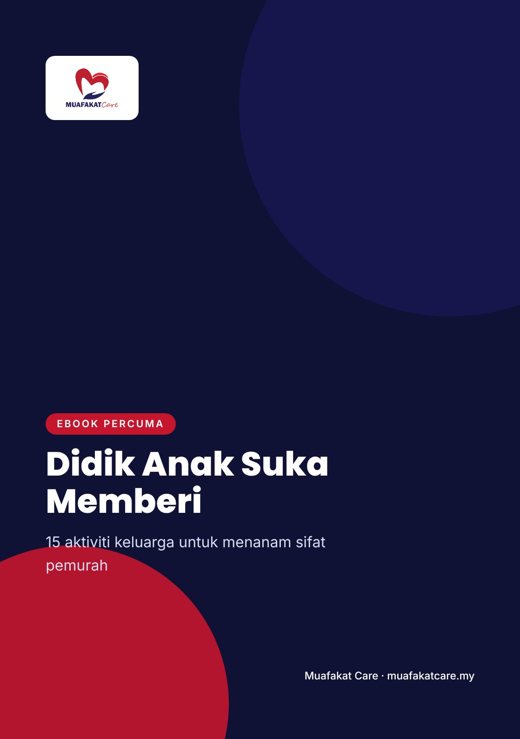 MUAFAKATCare
EBOOK PERCUMA
Didik Anak Suka
Memberi
15 aktiviti keluarga untuk menanam sifat
pemurah
Muafakat Care · muafakatcare.my